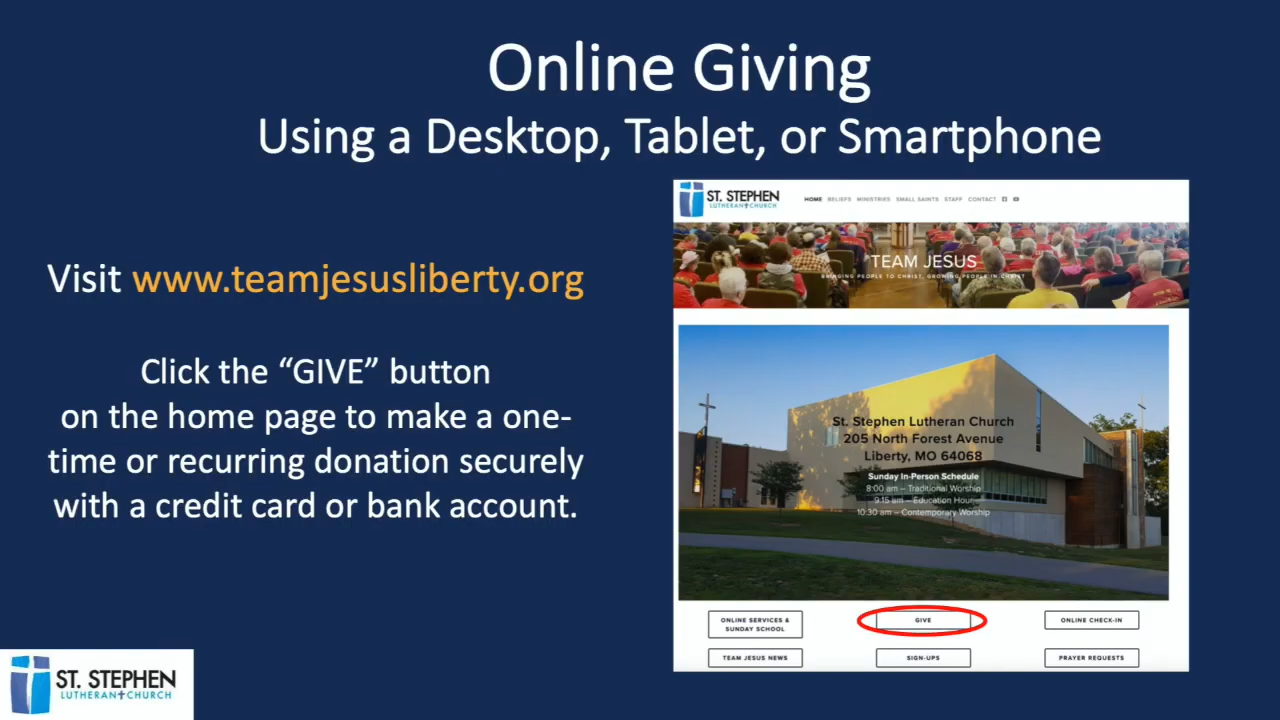 Online Giving
Using a Desktop, Tablet, or Smartphone
Visit www.teamjesusliberty.org
Click the “GIVE” button
on the home page to make a one-
time or recurring donation securely
with a credit card or bank account.
ST. STEPHEN
LUTHERAN CHURCH
HOME BELIEFS MINISTRIES SMALL SAINTS STAFF CONTACT
TEAM JESUS
BRINGING PEOPLE TO CHRIST, GROWING PEOPLE IN CHRIST
St. Stephen Lutheran Church
205 North Forest Avenue
Liberty, MO 64068
Sunday In-Person Schedule
8:00 am – Traditional Worship
9:15 am – Education Hour
10:30 am – Contemporary Worship
ONLINE SERVICES &
SUNDAY SCHOOL
GIVE
ONLINE CHECK-IN
TEAM JESUS NEWS
SIGN-UPS
PRAYER REQUESTS
ST. STEPHEN
LUTHERAN CHURCH